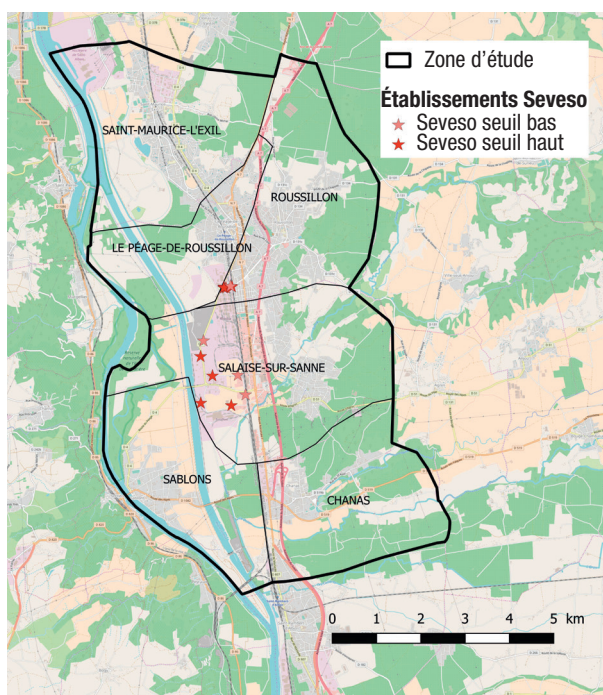 Zone d'étude
Établissements Seveso
Seveso seuil bas
Seveso seuil haut
SAINT-MAURICE-L'EXIL
ROUSSILLON
LE PÉAGE-DE-ROUSSILLON
SALAISE-SUR-SANNE
SABLONS
CHANAS
0 1 2 3 4 5 km